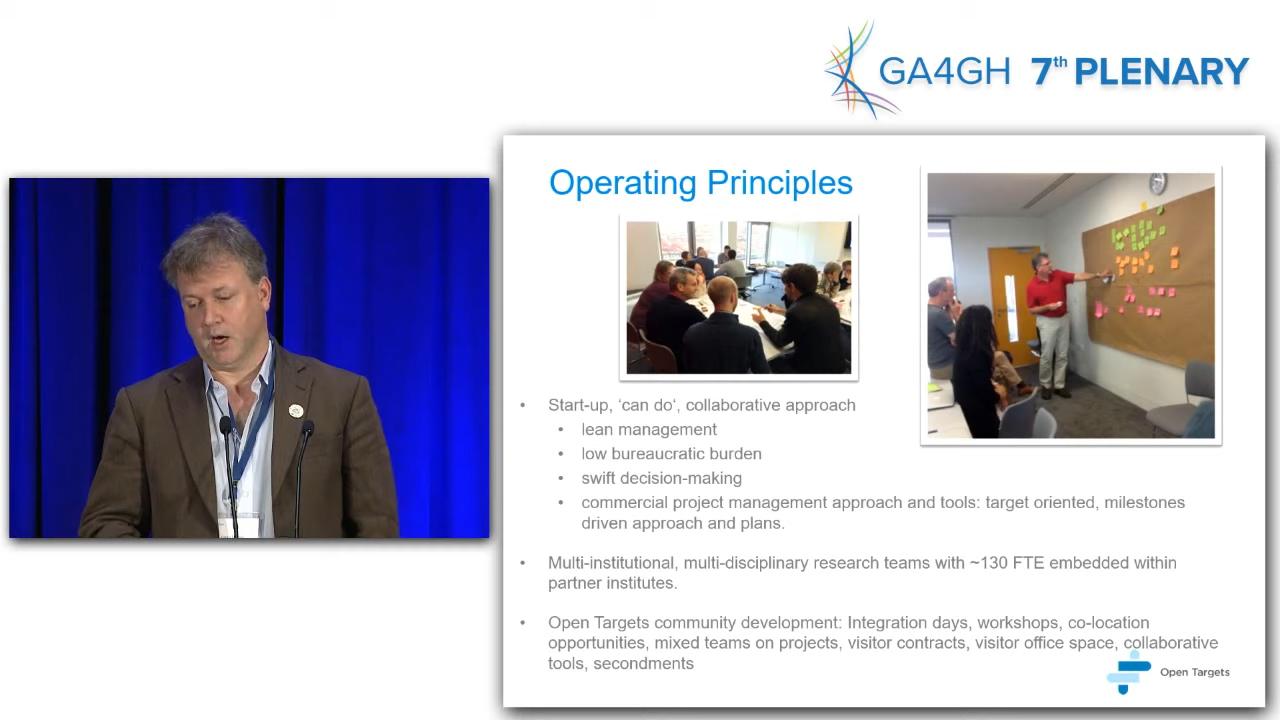 GA4GH 7th PLENARY
Operating Principles
• Start-up, ‘can do‘, collaborative approach
• lean management
• low bureaucratic burden
• swift decision-making
• commercial project management approach and tools: target oriented, milestones
driven approach and plans.
• Multi-institutional, multi-disciplinary research teams with ~130 FTE embedded within
partner institutes.
• Open Targets community development: Integration days, workshops, co-location
opportunities, mixed teams on projects, visitor contracts, visitor office space, collaborative
tools, secondments
Open Targets